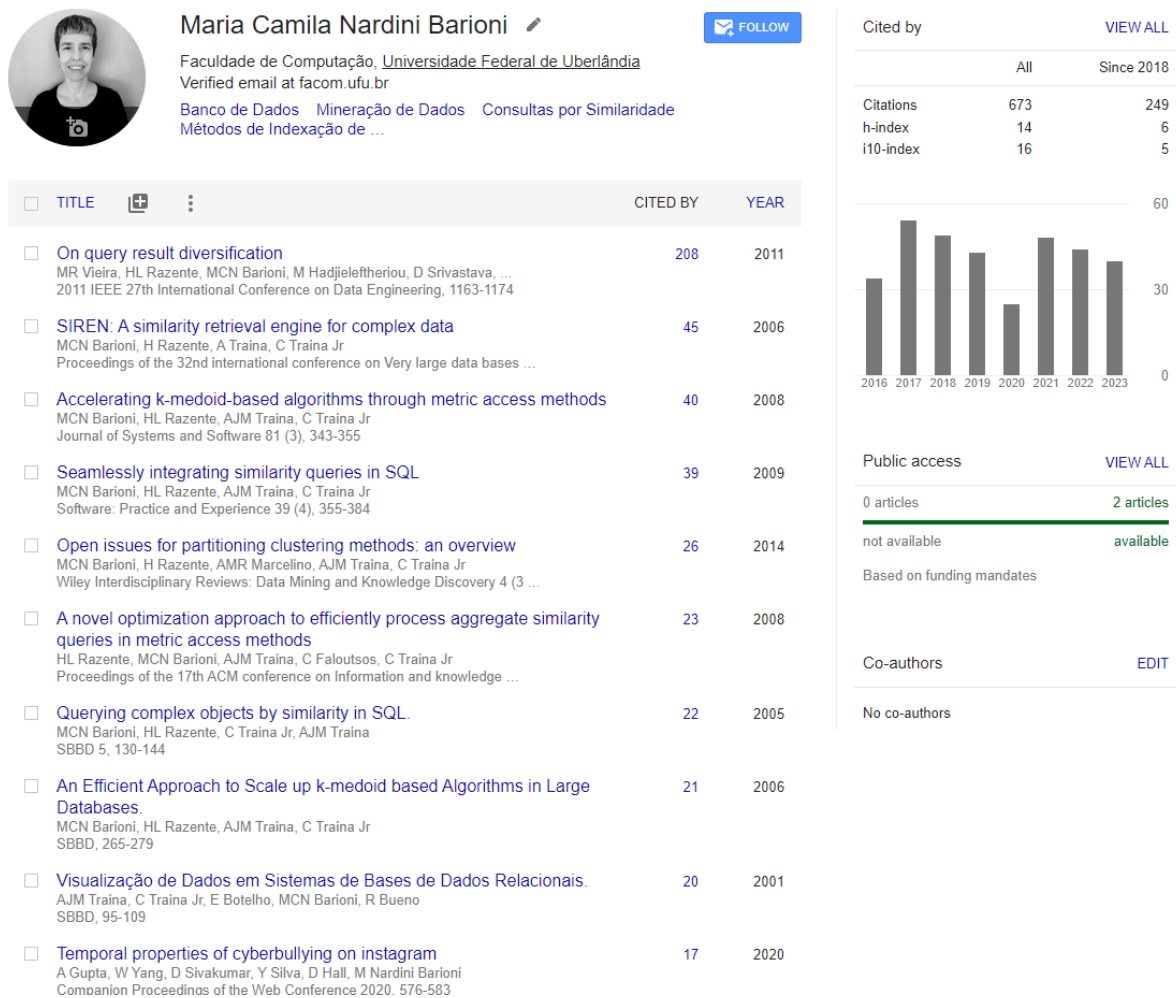 Maria Camila Nardini Barioni
FOLLOW
Faculdade de Computação, Universidade Federal de Uberlândia
Verified email at facom.ufu.br
Banco de Dados Mineração de Dados Consultas por Similaridade
Métodos de Indexação de …
TITLE CITED BY YEAR
On query result diversification 208 2011
MR Vieira, HL Razente, MCN Barioni, M Hadjieleftheriou, D Srivastava, ...
2011 IEEE 27th International Conference on Data Engineering, 1163-1174
SIREN: A similarity retrieval engine for complex data 45 2006
MCN Barioni, H Razente, A Traina, C Traina Jr
Proceedings of the 32nd international conference on Very large data bases …
Accelerating k-medoid-based algorithms through metric access methods 40 2008
MCN Barioni, HL Razente, AJM Traina, C Traina Jr
Journal of Systems and Software 81 (3), 343-355
Seamlessly integrating similarity queries in SQL 39 2009
MCN Barioni, HL Razente, AJM Traina, C Traina Jr
Software: Practice and Experience 39 (4), 355-384
Open issues for partitioning clustering methods: an overview 26 2014
MCN Barioni, H Razente, AMR Marcelino, AJM Traina, C Traina Jr
Wiley Interdisciplinary Reviews: Data Mining and Knowledge Discovery 4 (3 …
A novel optimization approach to efficiently process aggregate similarity 23 2008
queries in metric access methods
HL Razente, MCN Barioni, AJM Traina, C Faloutsos, C Traina Jr
Proceedings of the 17th ACM conference on Information and knowledge …
Querying complex objects by similarity in SQL. 22 2005
MCN Barioni, HL Razente, C Traina Jr, AJM Traina
SBBD 5, 130-144
An Efficient Approach to Scale up k-medoid based Algorithms in Large 21 2006
Databases.
MCN Barioni, HL Razente, AJM Traina, C Traina Jr
SBBD, 265-279
Visualização de Dados em Sistemas de Bases de Dados Relacionais. 20 2001
AJM Traina, C Traina Jr, E Botelho, MCN Barioni, R Bueno
SBBD, 95-109
Temporal properties of cyberbullying on instagram 17 2020
A Gupta, W Yang, D Sivakumar, Y Silva, D Hall, M Nardini Barioni
Companion Proceedings of the Web Conference 2020, 576-583
Cited by VIEW ALL
All Since 2018
Citations 673 249
h-index 14 6
i10-index 16 5
60
30
0
2016 2017 2018 2019 2020 2021 2022 2023
Public access VIEW ALL
0 articles 2 articles
not available available
Based on funding mandates
Co-authors EDIT
No co-authors